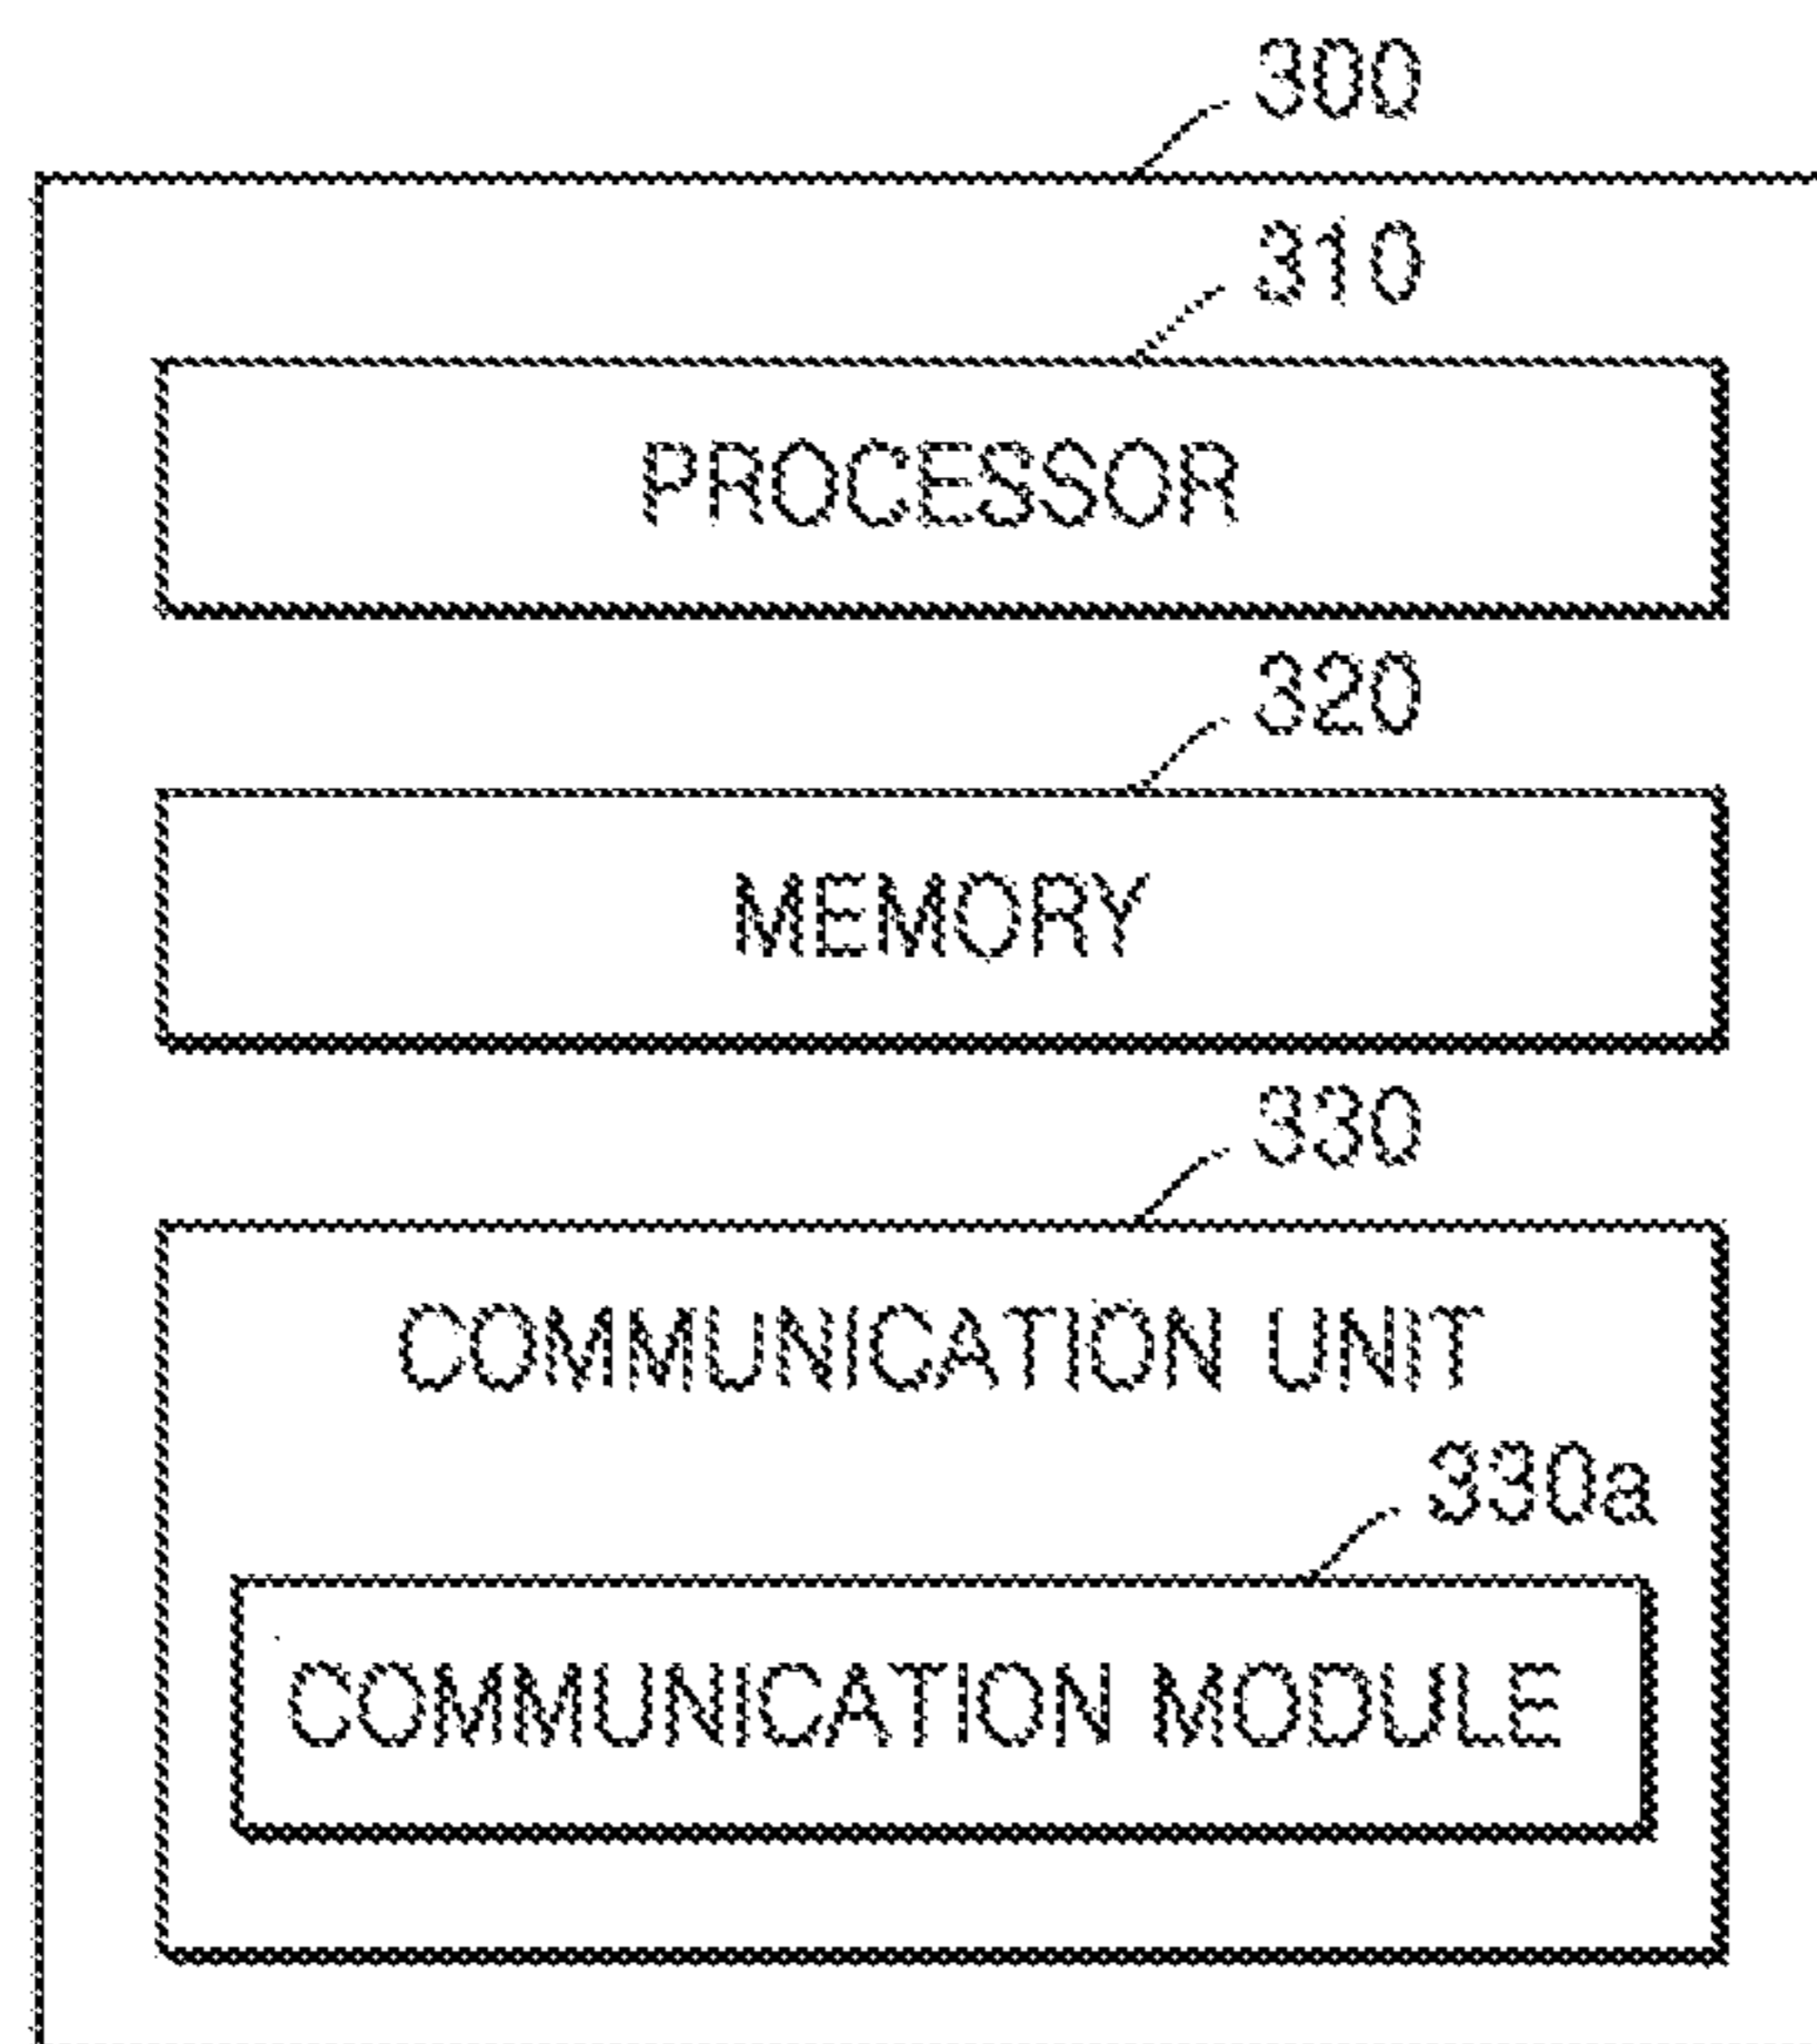 300
310
PROCESSOR
320
MEMORY
330
COMMUNICATION UNIT
330a
COMMUNICATION MODULE